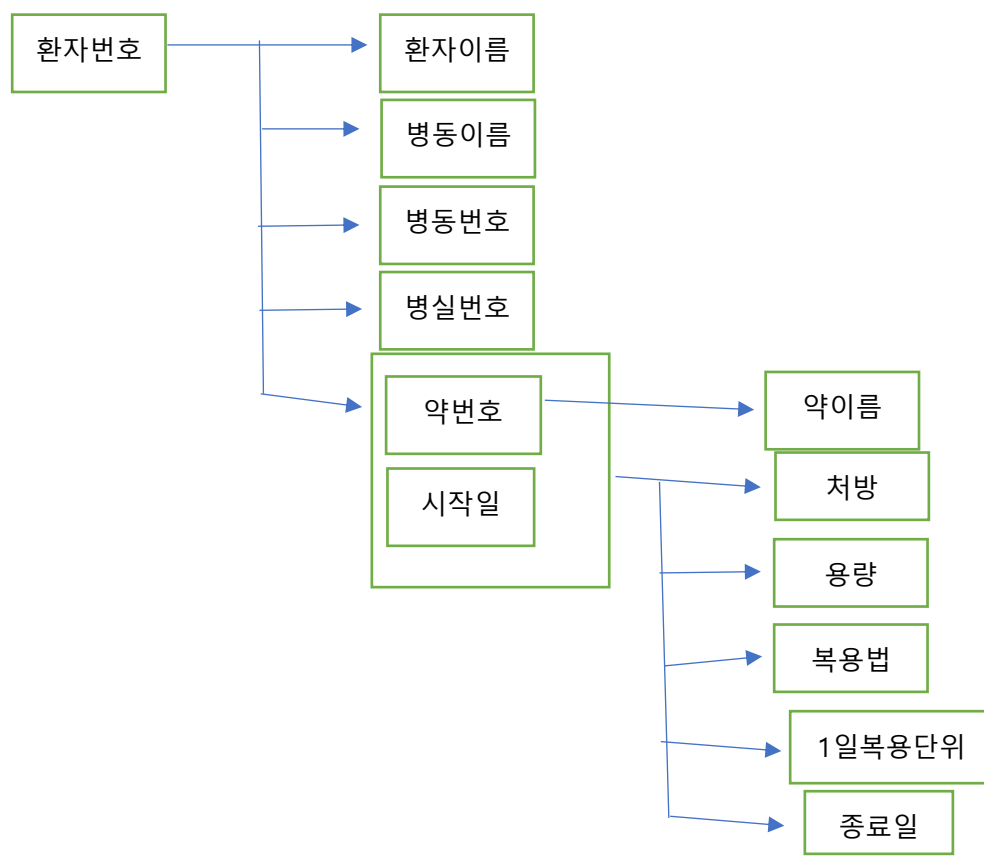 환자번호
환자이름
병동이름
병동번호
병실번호
약번호
시작일
약이름
처방
용량
복용법
1일복용단위
종료일